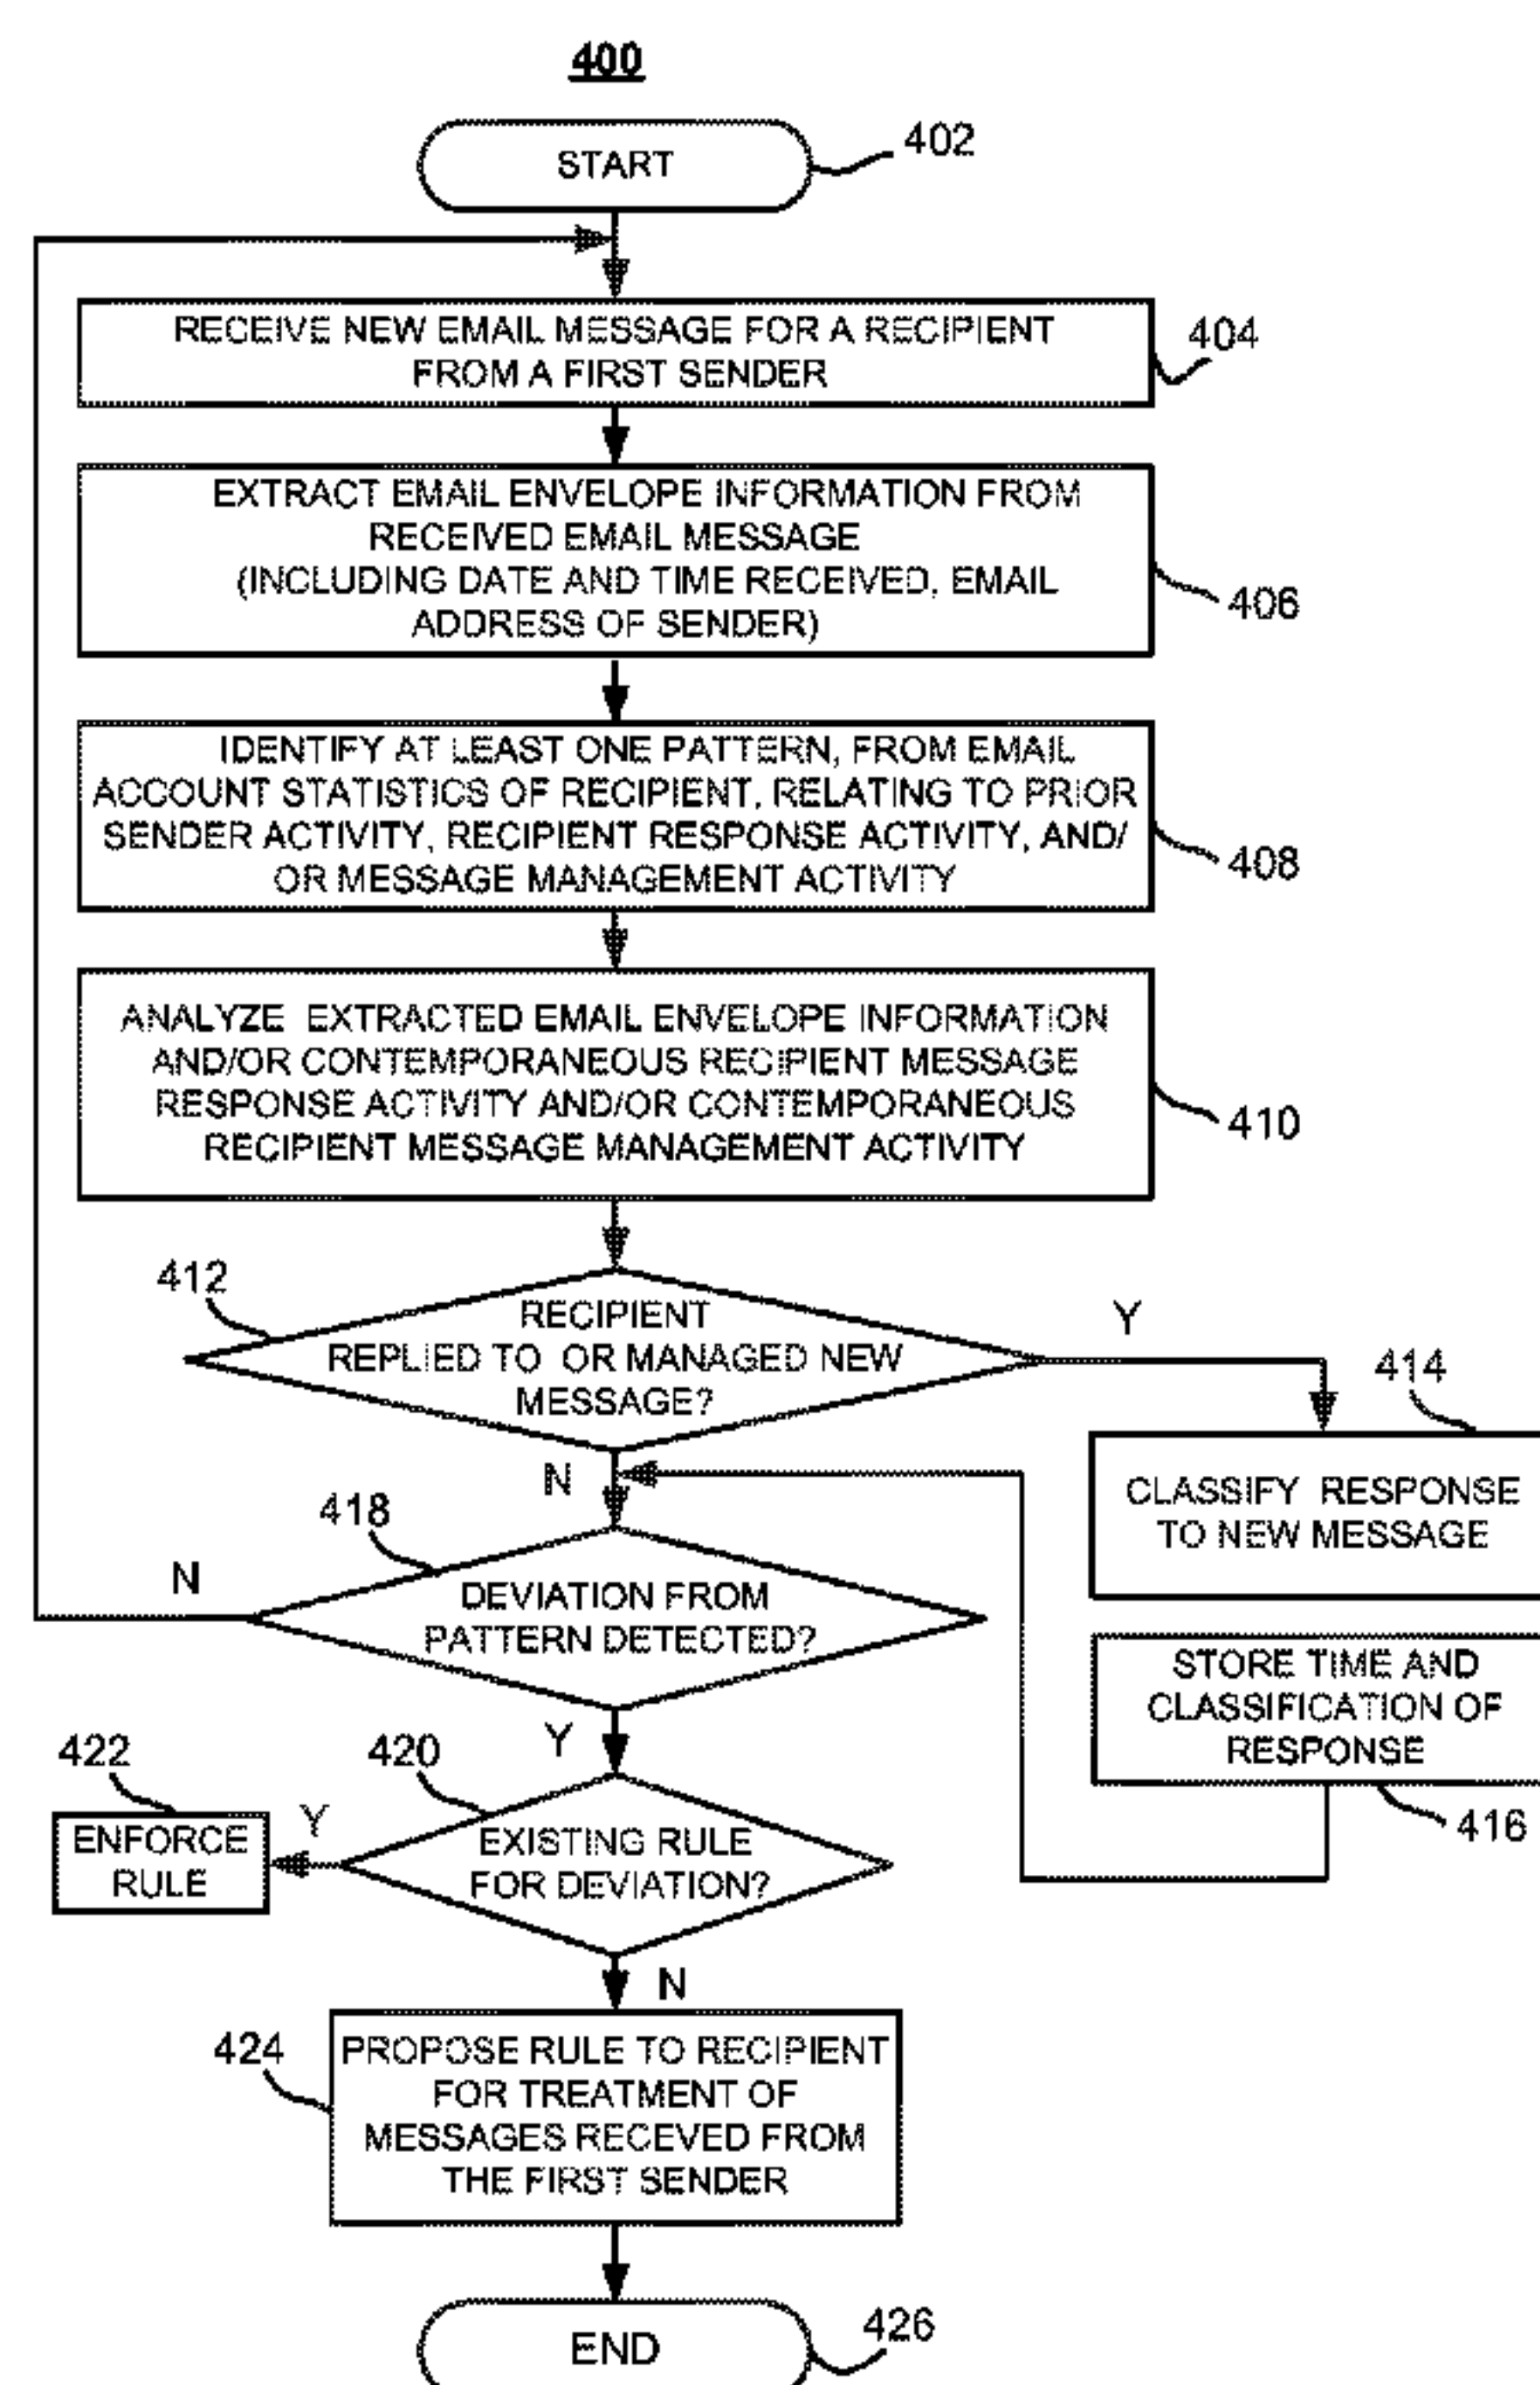 400
START
402
RECEIVE NEW EMAIL MESSAGE FOR A RECIPIENT
FROM A FIRST SENDER
404
EXTRACT EMAIL ENVELOPE INFORMATION FROM
RECEIVED EMAIL MESSAGE
(INCLUDING DATE AND TIME RECEIVED, EMAIL
ADDRESS OF SENDER)
406
IDENTIFY AT LEAST ONE PATTERN, FROM EMAIL
ACCOUNT STATISTICS OF RECIPIENT, RELATING TO PRIOR
SENDER ACTIVITY, RECIPIENT RESPONSE ACTIVITY, AND/
OR MESSAGE MANAGEMENT ACTIVITY
408
ANALYZE EXTRACTED EMAIL ENVELOPE INFORMATION
AND/OR CONTEMPORANEOUS RECIPIENT MESSAGE
RESPONSE ACTIVITY AND/OR CONTEMPORANEOUS
RECIPIENT MESSAGE MANAGEMENT ACTIVITY
410
412
RECIPIENT
REPLIED TO OR MANAGED NEW
MESSAGE?
Y
414
CLASSIFY RESPONSE
TO NEW MESSAGE
STORE TIME AND
CLASSIFICATION OF
RESPONSE
416
N
418
DEVIATION FROM
PATTERN DETECTED?
N
Y
420
EXISTING RULE
FOR DEVIATION?
Y
422
ENFORCE
RULE
N
424
PROPOSE RULE TO RECIPIENT
FOR TREATMENT OF
MESSAGES RECEVED FROM
THE FIRST SENDER
END
426